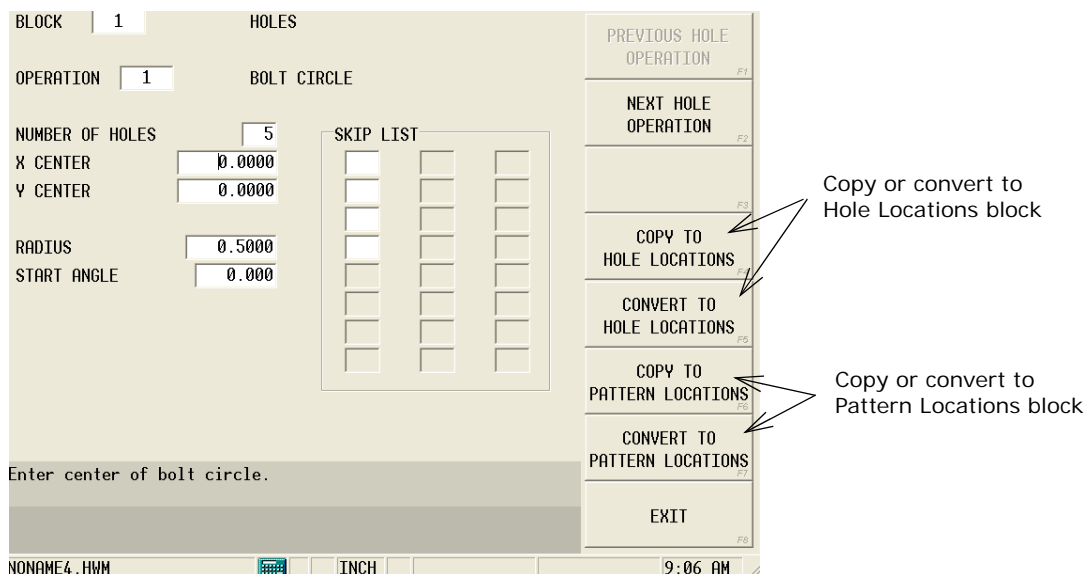 BLOCK 1 HOLES
OPERATION 1 BOLT CIRCLE
NUMBER OF HOLES 5
X CENTER 0.0000
Y CENTER 0.0000
RADIUS 0.5000
START ANGLE 0.000
SKIP LIST
Enter center of bolt circle.
PREVIOUS HOLE
OPERATION
F1
NEXT HOLE
OPERATION
F2
F3
COPY TO
HOLE LOCATIONS
F4
CONVERT TO
HOLE LOCATIONS
F5
COPY TO
PATTERN LOCATIONS
F6
CONVERT TO
PATTERN LOCATIONS
F7
EXIT
F8
NONAME4.HWM INCH 9:06 AM
Copy or convert to
Hole Locations block
Copy or convert to
Pattern Locations block